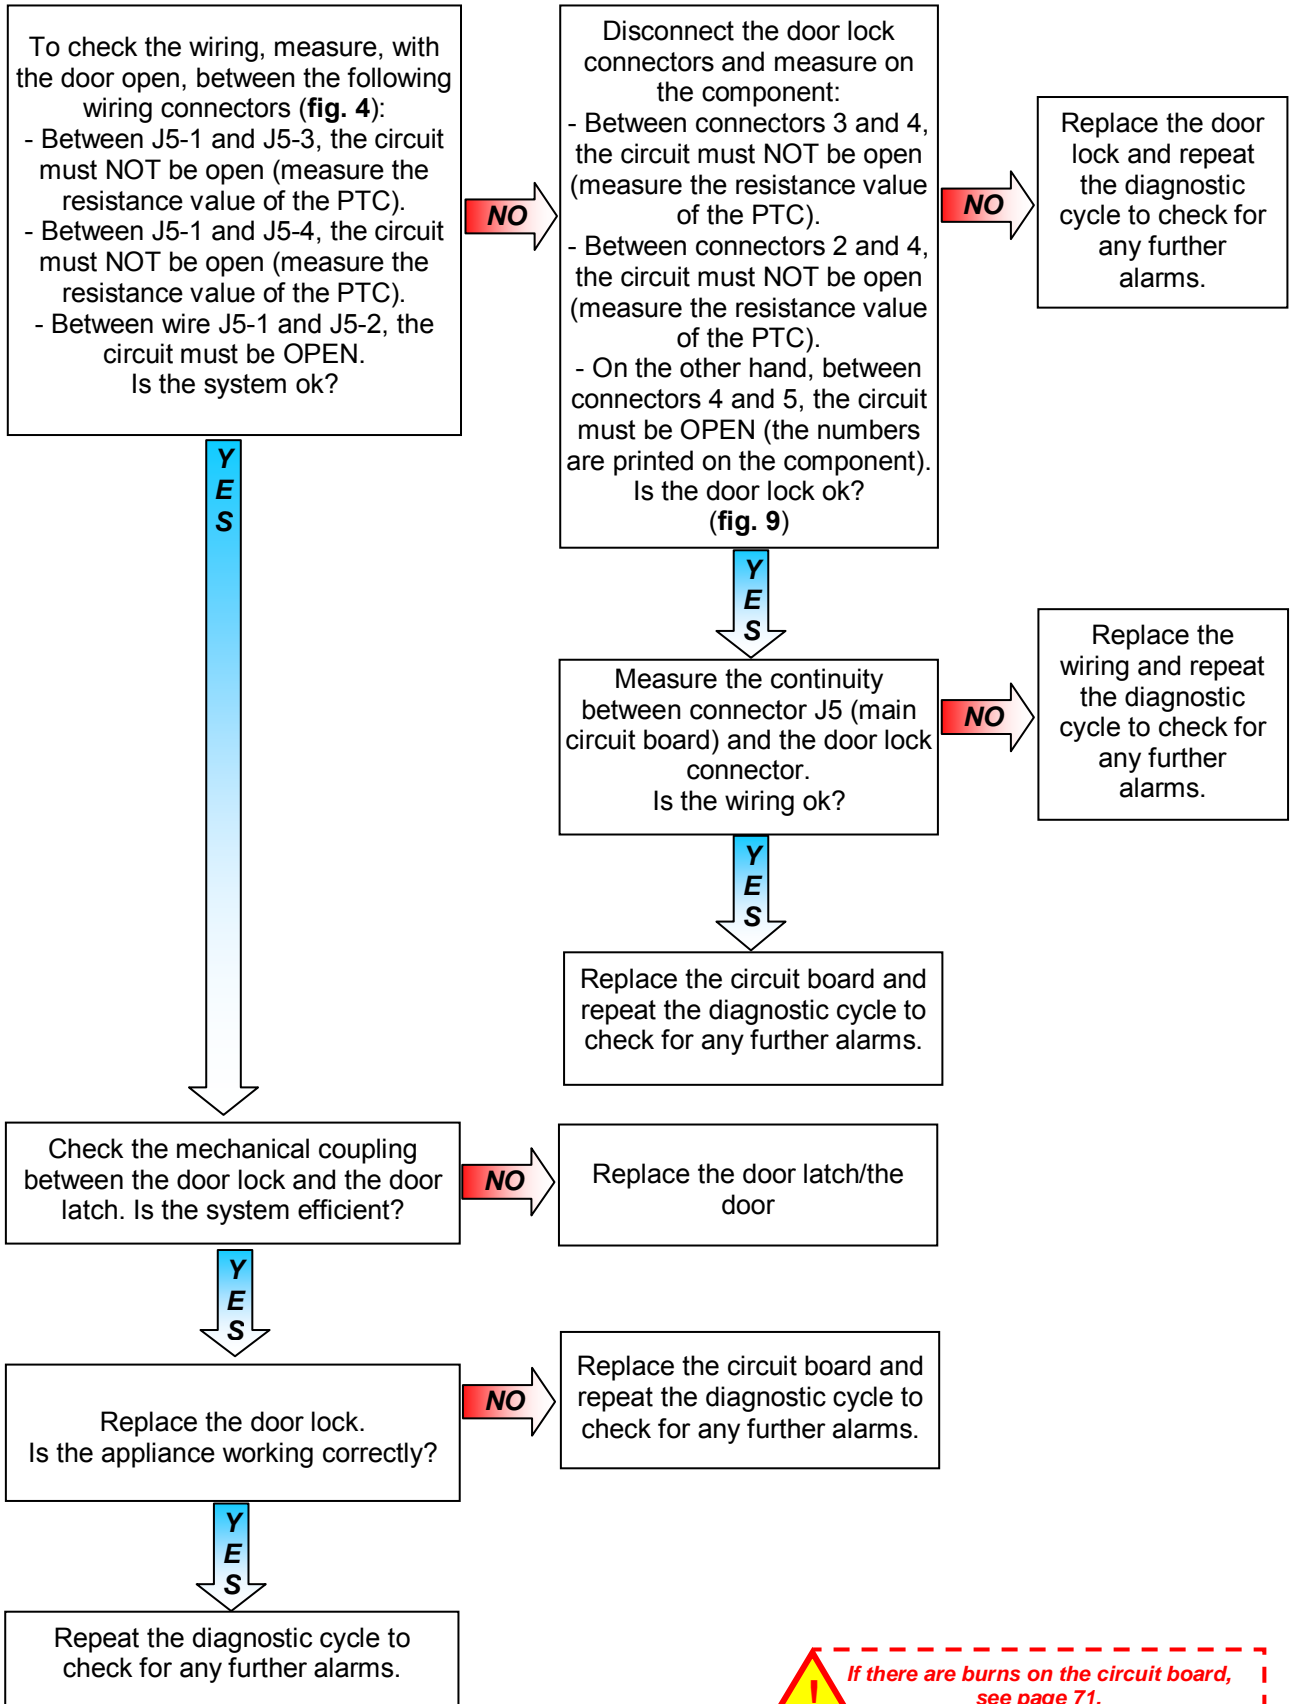 To check the wiring, measure, with
the door open, between the following
wiring connectors (fig. 4):
- Between J5-1 and J5-3, the circuit
must NOT be open (measure the
resistance value of the PTC).
- Between J5-1 and J5-4, the circuit
must NOT be open (measure the
resistance value of the PTC).
- Between wire J5-1 and J5-2, the
circuit must be OPEN.
Is the system ok?
NO
Disconnect the door lock
connectors and measure on
the component:
- Between connectors 3 and 4,
the circuit must NOT be open
(measure the resistance value
of the PTC).
- Between connectors 2 and 4,
the circuit must NOT be open
(measure the resistance value
of the PTC).
- On the other hand, between
connectors 4 and 5, the circuit
must be OPEN (the numbers
are printed on the component).
Is the door lock ok?
(fig. 9)
NO
Replace the door
lock and repeat
the diagnostic
cycle to check for
any further
alarms.
Y
E
S
Y
E
S
Measure the continuity
between connector J5 (main
circuit board) and the door lock
connector.
Is the wiring ok?
NO
Replace the
wiring and repeat
the diagnostic
cycle to check for
any further
alarms.
Y
E
S
Replace the circuit board and
repeat the diagnostic cycle to
check for any further alarms.
Check the mechanical coupling
between the door lock and the door
latch. Is the system efficient?
NO
Replace the door latch/the
door
Y
E
S
Replace the door lock.
Is the appliance working correctly?
NO
Replace the circuit board and
repeat the diagnostic cycle to
check for any further alarms.
Y
E
S
Repeat the diagnostic cycle to
check for any further alarms.
!
If there are burns on the circuit board,
see page 71.